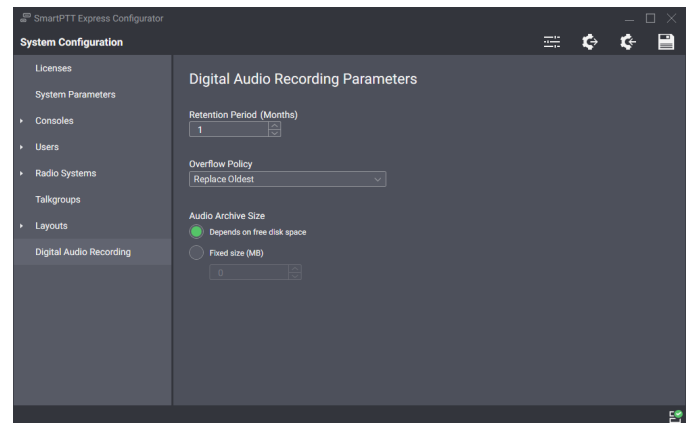 SmartPTT Express Configurator
System Configuration
Licenses
System Parameters
Consoles
Users
Radio Systems
Talkgroups
Layouts
Digital Audio Recording
Digital Audio Recording Parameters
Retention Period (Months)
1
Overflow Policy
Replace Oldest
Audio Archive Size
Depends on free disk space
Fixed size (MB)
0